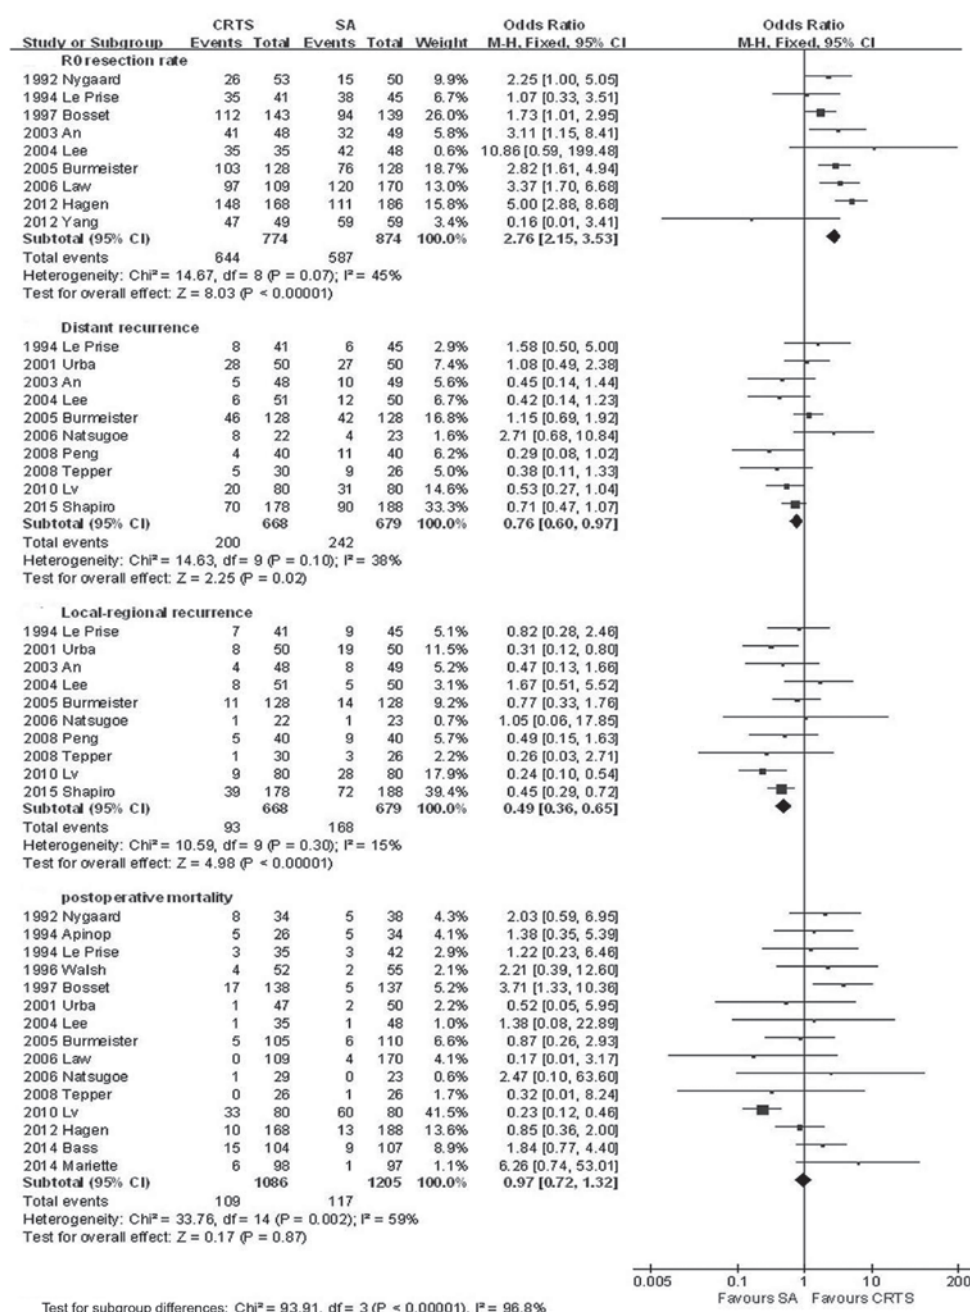 CRTS SA Odds Ratio Odds Ratio
Study or Subgroup Events Total Events Total Weight M-H, Fixed, 95% CI M-H, Fixed, 95% CI
R0 resection rate
1992 Nygaard 26 53 15 50 9.9% 2.25 [1.00, 5.05]
1994 Le Prise 35 41 38 45 6.7% 1.07 [0.33, 3.51]
1997 Bosset 112 143 94 139 26.0% 1.73 [1.01, 2.95]
2003 An 41 48 32 49 5.8% 3.11 [1.15, 8.41]
2004 Lee 35 35 42 48 0.6% 10.86 [0.59, 199.48]
2005 Burmeister 103 128 76 128 18.7% 2.82 [1.61, 4.94]
2006 Law 97 109 120 170 13.0% 3.37 [1.70, 6.68]
2012 Hagen 148 168 111 186 15.8% 5.00 [2.88, 8.68]
2012 Yang 47 49 59 59 3.4% 0.16 [0.01, 3.41]
Subtotal (95% CI) 774 874 100.0% 2.76 [2.15, 3.53]
Total events 644 587
Heterogeneity: Chi² = 14.67, df = 8 (P = 0.07); I² = 45%
Test for overall effect: Z = 8.03 (P < 0.00001)
Distant recurrence
1994 Le Prise 8 41 6 45 2.9% 1.58 [0.50, 5.00]
2001 Urba 28 50 27 50 7.4% 1.08 [0.49, 2.38]
2003 An 5 48 10 49 5.6% 0.45 [0.14, 1.44]
2004 Lee 6 51 12 50 6.7% 0.42 [0.14, 1.23]
2005 Burmeister 46 128 42 128 16.8% 1.15 [0.69, 1.92]
2006 Natsugoe 8 22 4 23 1.6% 2.71 [0.68, 10.84]
2008 Peng 4 40 11 40 6.2% 0.29 [0.08, 1.02]
2008 Tepper 5 30 9 26 5.0% 0.38 [0.11, 1.33]
2010 Lv 20 80 31 80 14.6% 0.53 [0.27, 1.04]
2015 Shapiro 70 178 90 188 33.3% 0.71 [0.47, 1.07]
Subtotal (95% CI) 668 679 100.0% 0.76 [0.60, 0.97]
Total events 200 242
Heterogeneity: Chi² = 14.63, df = 9 (P = 0.10); I² = 38%
Test for overall effect: Z = 2.25 (P = 0.02)
Local-regional recurrence
1994 Le Prise 7 41 9 45 5.1% 0.82 [0.28, 2.46]
2001 Urba 8 50 19 50 11.5% 0.31 [0.12, 0.80]
2003 An 4 48 8 49 5.2% 0.47 [0.13, 1.66]
2004 Lee 8 51 5 50 3.1% 1.67 [0.51, 5.52]
2005 Burmeister 11 128 14 128 9.2% 0.77 [0.33, 1.76]
2006 Natsugoe 1 22 1 23 0.7% 1.05 [0.06, 17.85]
2008 Peng 5 40 9 40 5.7% 0.49 [0.15, 1.63]
2008 Tepper 1 30 3 26 2.2% 0.26 [0.03, 2.71]
2010 Lv 9 80 28 80 17.9% 0.24 [0.10, 0.54]
2015 Shapiro 39 178 72 188 39.4% 0.45 [0.29, 0.72]
Subtotal (95% CI) 668 679 100.0% 0.49 [0.36, 0.65]
Total events 93 168
Heterogeneity: Chi² = 10.59, df = 9 (P = 0.30); I² = 15%
Test for overall effect: Z = 4.98 (P < 0.00001)
postoperative mortality
1992 Nygaard 8 34 5 38 4.3% 2.03 [0.59, 6.95]
1994 Apinop 5 26 5 34 4.1% 1.38 [0.35, 5.39]
1994 Le Prise 3 35 3 42 2.9% 1.22 [0.23, 6.46]
1996 Walsh 4 52 2 55 2.1% 2.21 [0.39, 12.60]
1997 Bosset 17 138 5 137 5.2% 3.71 [1.33, 10.36]
2001 Urba 1 47 2 50 2.2% 0.52 [0.05, 5.95]
2004 Lee 1 35 1 48 1.0% 1.38 [0.08, 22.89]
2005 Burmeister 5 105 6 110 6.6% 0.87 [0.26, 2.93]
2006 Law 0 109 4 170 4.1% 0.17 [0.01, 3.17]
2006 Natsugoe 1 29 0 23 0.6% 2.47 [0.10, 63.60]
2008 Tepper 0 26 1 26 1.7% 0.32 [0.01, 8.24]
2010 Lv 33 80 60 80 41.5% 0.23 [0.12, 0.46]
2012 Hagen 10 168 13 188 13.6% 0.85 [0.36, 2.00]
2014 Bass 15 104 9 107 8.9% 1.84 [0.77, 4.40]
2014 Mariette 6 98 1 97 1.1% 6.26 [0.74, 53.01]
Subtotal (95% CI) 1086 1205 100.0% 0.97 [0.72, 1.32]
Total events 109 117
Heterogeneity: Chi² = 33.76, df = 14 (P = 0.002); I² = 59%
Test for overall effect: Z = 0.17 (P = 0.87)
0.005 0.1 1 10 200
Favours SA Favours CRTS
Test for subgroup differences: Chi² = 93.91, df = 3 (P < 0.00001), I² = 96.8%